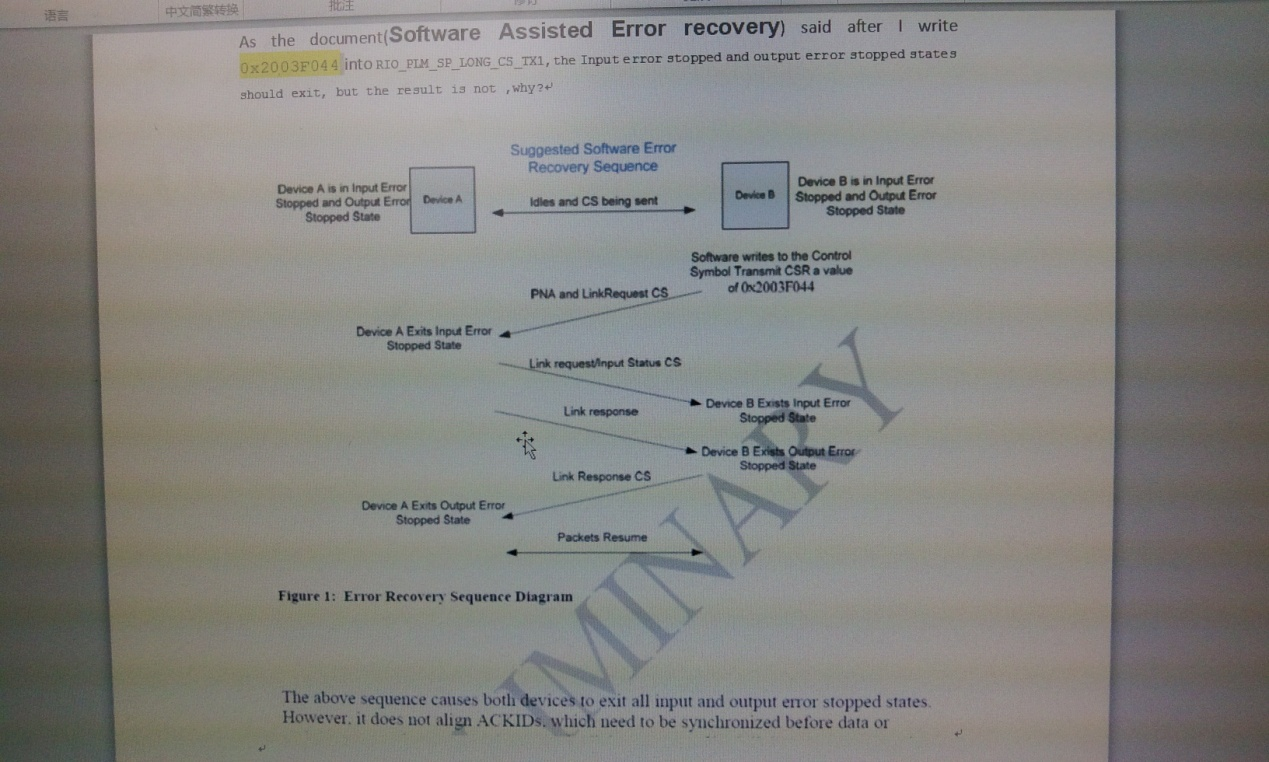 语言
中文简繁转换
批注
As the document(Software Assisted Error recovery) said after I write
0x2003F044 into RIO_PLM_SP_LONG_CS_TX1, the Input error stopped and output error stopped states
should exit, but the result is not ,why?↵
Suggested Software Error
Recovery Sequence
Device A is in Input Error
Stopped and Output Error
Stopped State
Device A
Idles and CS being sent
Device B
Device B is in Input Error
Stopped and Output Error
Stopped State
Software writes to the Control
Symbol Transmit CSR a value
of 0x2003F044
PNA and LinkRequest CS
Device A Exits Input Error
Stopped State
Link request/Input Status CS
Device B Exists Input Error
Stopped State
Link response
Device B Exists Output Error
Stopped State
Link Response CS
Device A Exits Output Error
Stopped State
Packets Resume
IMINARY
Figure 1: Error Recovery Sequence Diagram
The above sequence causes both devices to exit all input and output error stopped states.
However, it does not align ACKIDs, which need to be synchronized before data or